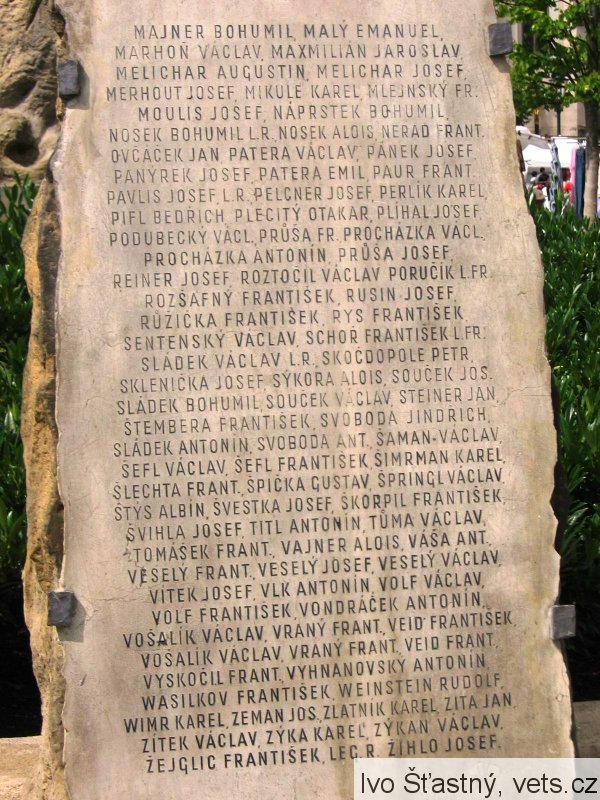 MAJNER BOHUMIL, MALÝ EMANUEL,
MARHOŇ VÁCLAV, MAXMILIÁN JAROSLAV,
MELICHAR AUGUSTIN, MELICHAR JOSEF,
MERHOUT JOSEF, MIKULE KAREL, MLEJNSKÝ FR.
MOULIS JOSEF, NÁPRSTEK BOHUMIL,
NOSEK BOHUMIL L.R. NOSEK ALOIS, NERAD FRANT.
OVČÁČEK JAN, PATERA VÁCLAV, PÁNEK JOSEF,
PANÝREK JOSEF, PATERA EMIL, PAUR FRANT.
PAVLIS JOSEF, L.R. PELCNER JOSEF, PERLÍK KAREL,
PIFL BEDŘICH, PLECITÝ OTAKAR, PLÍHAL JOSEF,
PODUBECKÝ VÁCL. PRŮŠA FR. PROCHÁZKA VÁCL.
PROCHÁZKA ANTONÍN, PRŮŠA JOSEF,
REINER JOSEF, ROZTOČIL VÁCLAV PORUČÍK L.FR.
ROZŠAFNÝ FRANTIŠEK, RUSIN JOSEF,
RŮŽIČKA FRANTIŠEK, RYS FRANTIŠEK,
SENTENSKÝ VÁCLAV, SCHOŘ FRANTIŠEK L.FR.
SLÁDEK VÁCLAV L.R. SKOČDOPOLE PETR,
SKLENIČKA JOSEF, SÝKORA ALOIS, SOUČEK JOS.
SLÁDEK BOHUMIL, SOUČEK VÁCLAV, STEINER JAN,
ŠTEMBERA FRANTIŠEK, SVOBODA JINDŘICH,
SLÁDEK ANTONÍN, SVOBODA ANT. ŠAMAN VÁCLAV,
ŠEFL VÁCLAV, ŠEFL FRANTIŠEK, ŠIMRMAN KAREL,
ŠLECHTA FRANT. ŠPIČKA GUSTAV, ŠPRINGL VÁCLAV,
ŠTÝS ALBÍN, ŠVESTKA JOSEF, ŠKORPIL FRANTIŠEK,
ŠVIHLA JOSEF, TITL ANTONÍN, TŮMA VÁCLAV,
TOMÁŠEK FRANT. VAJNER ALOIS, VÁŠA ANT.
VESELÝ FRANT. VESELÝ JOSEF, VESELÝ VÁCLAV,
VÍTEK JOSEF, VLK ANTONÍN VOLF VÁCLAV,
VOLF FRANTIŠEK, VONDRÁČEK ANTONÍN,
VOŠALÍK VÁCLAV, VRANÝ FRANT. VEID FRANTIŠEK,
VOŠALÍK VÁCLAV, VRANÝ FRANT. VEID FRANT.
VYSKOČIL FRANT. VYHNANOVSKÝ ANTONÍN,
WASILKOV FRANTIŠEK, WEINSTEIN RUDOLF,
WIMR KAREL, ZEMAN JOS. ZLATNÍK KAREL, ZITA JAN,
ZÍTEK VÁCLAV, ZÝKA KAREL, ZÝKAN VÁCLAV,
ŽEJGLIC FRANTIŠEK, LEG. R. ŽIHLO JOSEF.
Ivo Šťastný, vets.cz